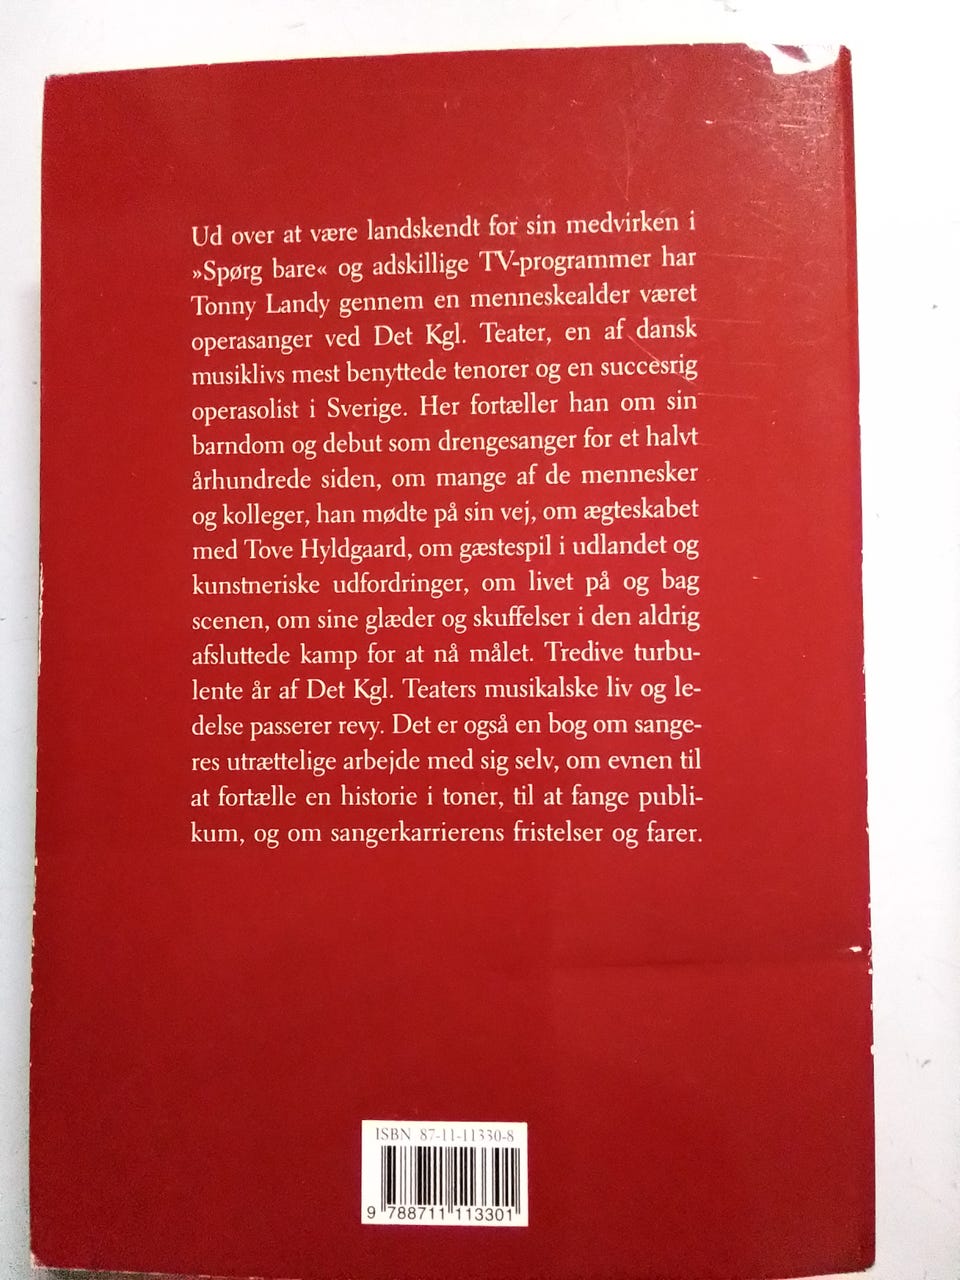 Ud over at være landskendt for sin medvirken i
»Spørg bare« og adskillige TV-programmer har
Tonny Landy gennem en menneskealder været
operasanger ved Det Kgl. Teater, en af dansk
musiklivs mest benyttede tenorer og en succesrig
operasolist i Sverige. Her fortæller han om sin
barndom og debut som drengesanger for et halvt
århundrede siden, om mange af de mennesker
og kolleger, han mødte på sin vej, om ægteskabet
med Tove Hyldgaard, om gæstespil i udlandet og
kunstneriske udfordringer, om livet på og bag
scenen, om sine glæder og skuffelser i den aldrig
afsluttede kamp for at nå målet. Tredive turbu-
lente år af Det Kgl. Teaters musikalske liv og le-
delse passerer revy. Det er også en bog om sange-
res utrættelige arbejde med sig selv, om evnen til
at fortælle en historie i toner, til at fange publi-
kum, og om sangerkarrierens fristelser og farer.
ISBN 87-11-11330-8
9 788711 113301